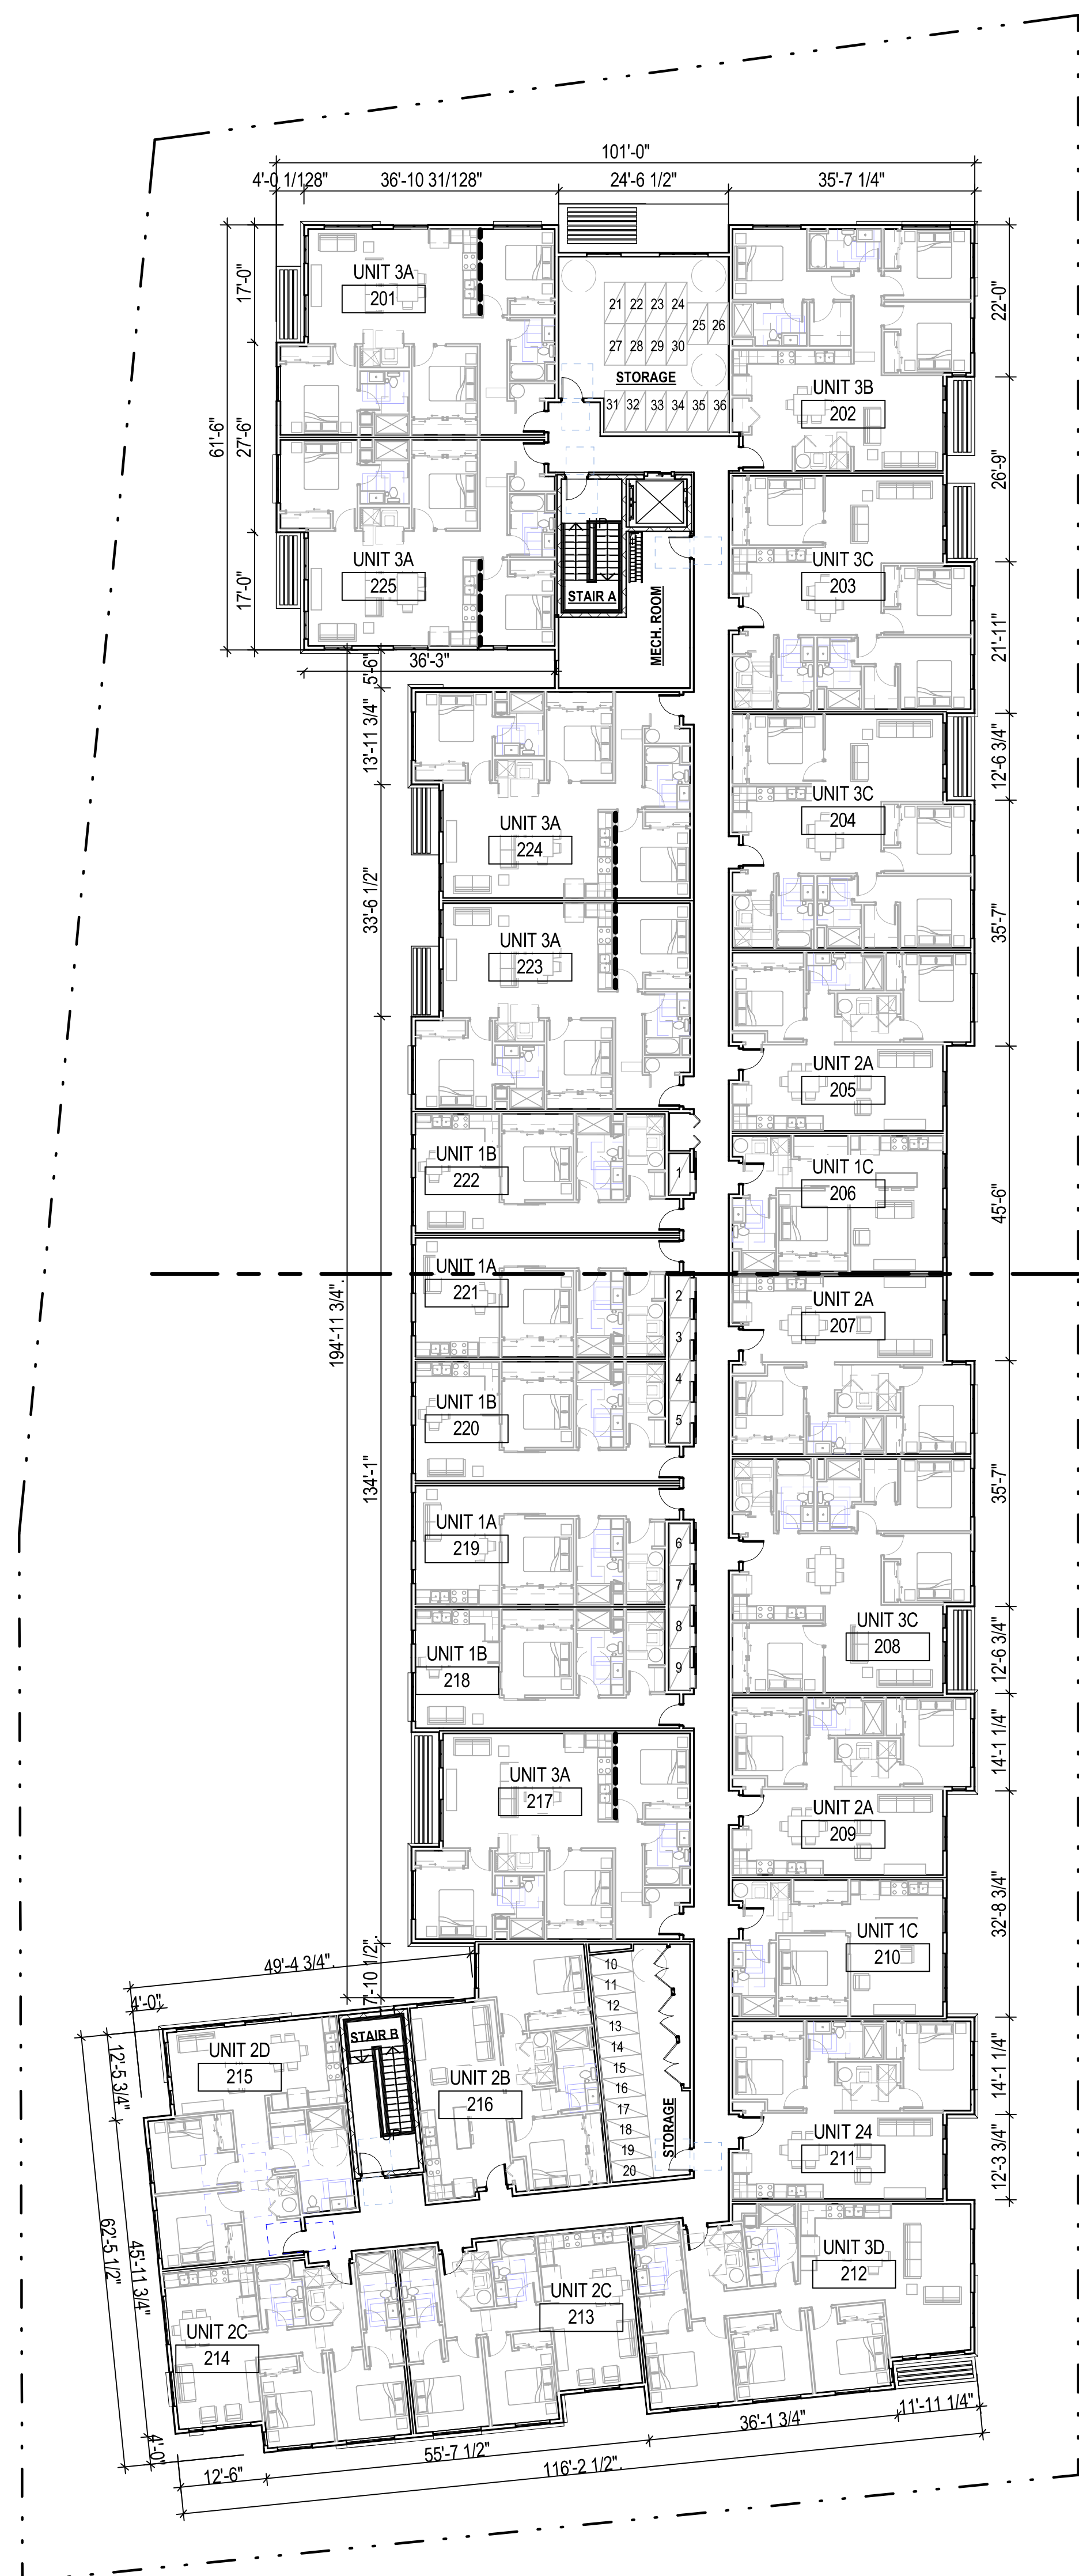 101'-0"
4'-0 1/128"
36'-10 31/128"
24'-6 1/2"
35'-7 1/4"
61'-6"
17'-0"
27'-6"
17'-0"
UNIT 3A
201
21 22 23 24
25 26
27 28 29 30
STORAGE
31 32 33 34 35 36
UNIT 3B
202
22'-0"
26'-9"
UNIT 3A
225
UP
STAIR A
MECH. ROOM
UNIT 3C
203
21'-11"
36'-3"
5'-6"
13'-11 3/4"
33'-6 1/2"
UNIT 3A
224
UNIT 3C
204
12'-6 3/4"
35'-7"
UNIT 3A
223
UNIT 2A
205
UNIT 1B
222
1
UNIT 1C
206
45'-6"
UNIT 1A
221
2
3
4
5
UNIT 2A
207
194'-11 3/4".
134'-1"
UNIT 1B
220
35'-7"
UNIT 1A
219
6
7
8
9
UNIT 1B
218
UNIT 3C
208
12'-6 3/4"
14'-1 1/4"
UNIT 3A
217
UNIT 2A
209
32'-8 3/4"
UNIT 1C
210
49'-4 3/4".
7'-10 1/2"
4'-0"
10
11
12
13
14
15
16
17
18
19
20
STORAGE
STAIR B
UNIT 2D
215
UNIT 2B
216
12'-5 3/4"
14'-1 1/4"
UNIT 24
211
12'-3 3/4"
62'-5 1/2"
45'-11 3/4"
4'-0"
UNIT 3D
212
UNIT 2C
213
UNIT 2C
214
11'-11 1/4"
36'-1 3/4"
55'-7 1/2"
12'-6"
116'-2 1/2".